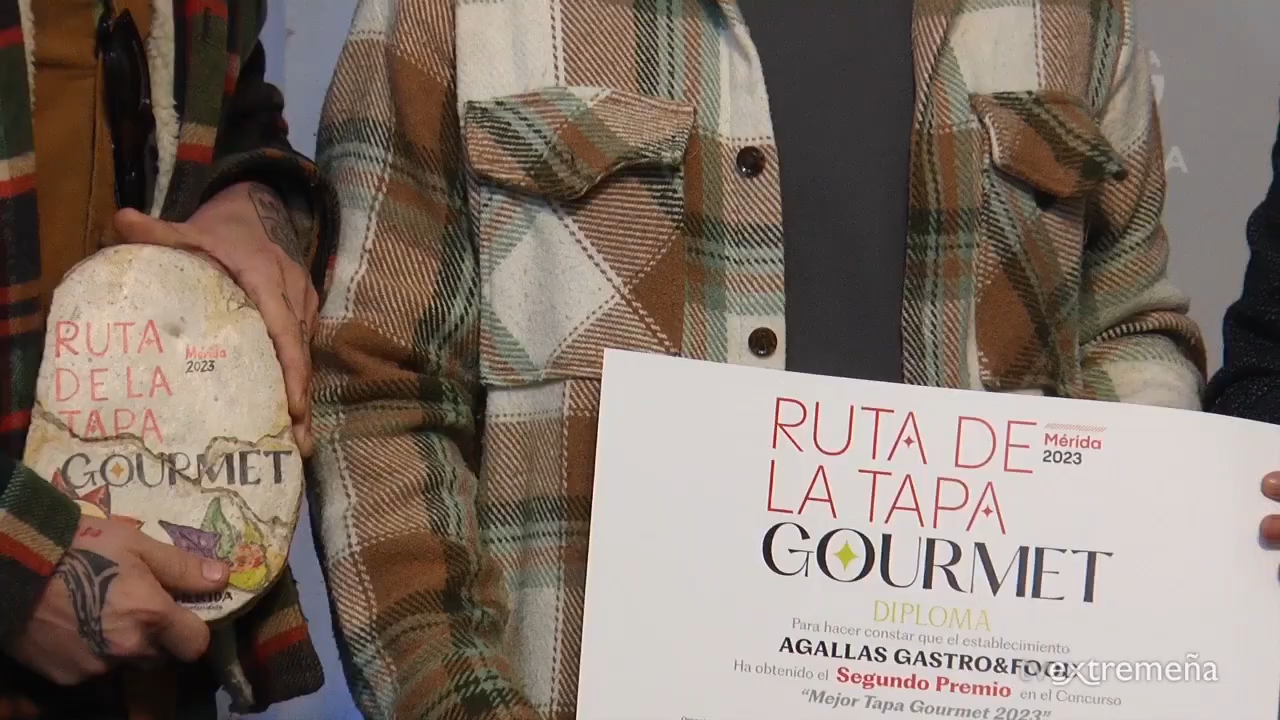 RUTA
DE LA
TAPA
Mérida
2023
GOURMET
RUTA DE
LA TAPA
Mérida
2023
GOURMET
DIPLOMA
Para hacer constar que el establecimiento
AGALLAS GASTRO&FOOD
Ha obtenido el Segundo Premio en el Concurso
“Mejor Tapa Gourmet 2023”
extremeña